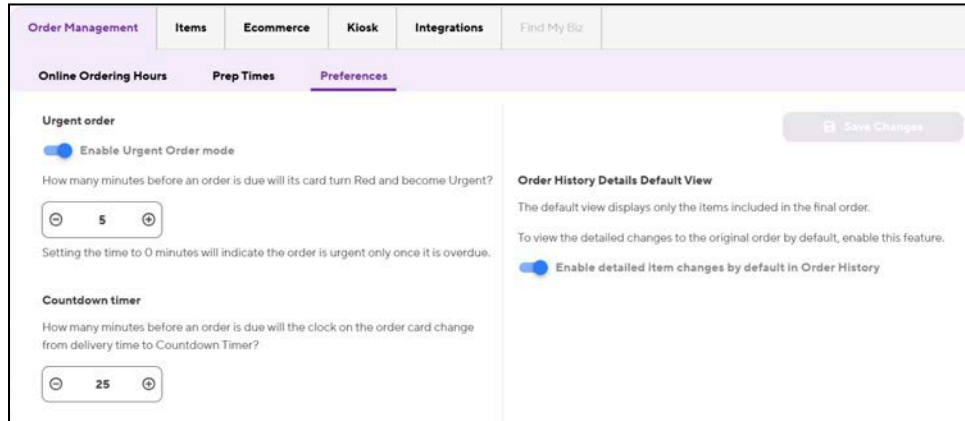 Order Management Items Ecommerce Kiosk Integrations Find My Biz
Online Ordering Hours Prep Times Preferences
Urgent order
Enable Urgent Order mode
How many minutes before an order is due will its card turn Red and become Urgent?
5
Setting the time to 0 minutes will indicate the order is urgent only once it is overdue.
Countdown timer
How many minutes before an order is due will the clock on the order card change
from delivery time to Countdown Timer?
25
Save Changes
Order History Details Default View
The default view displays only the items included in the final order.
To view the detailed changes to the original order by default, enable this feature.
Enable detailed item changes by default in Order History